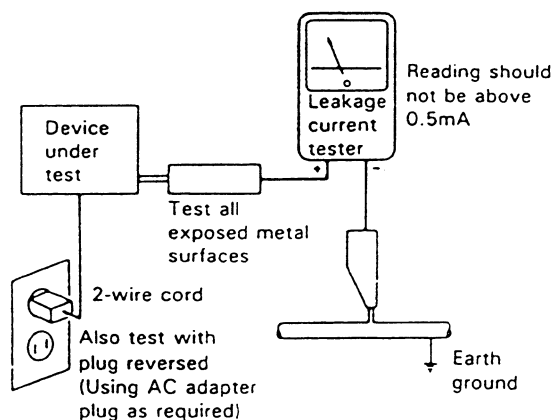 Device
under
test
Leakage
current
tester
+ -
Reading should
not be above
0.5mA
Test all
exposed metal
surfaces
2-wire cord
Also test with
plug reversed
(Using AC adapter
plug as required)
Earth
ground